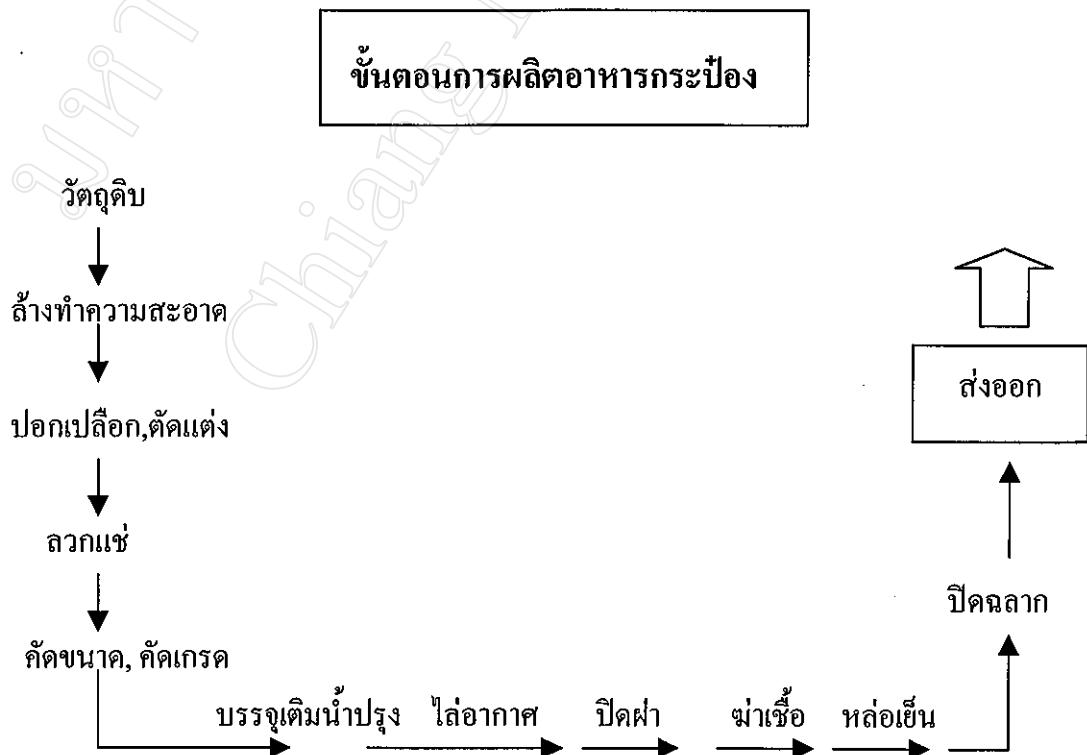 ขั้นตอนการผลิตอาหารกระป๋อง
วัตถุดิบ
ล้างทำความสะอาด
ปอกเปลือก,ตัดแต่ง
ลวกแช่
คัดขนาด, คัดเกรด
บรรจุเติมน้ำปรุง
ไล่อากาศ
ปิดฝา
ฆ่าเชื้อ
หล่อเย็น
ปิดฉลาก
ส่งออก
Chiang